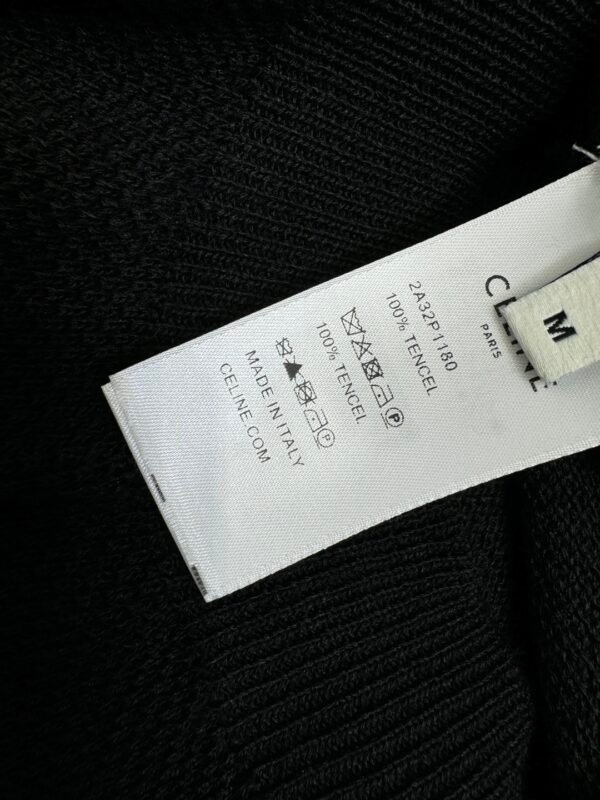 CELINE
PARIS
M
2A32P1180
100% TENCEL
P
100% TENCEL
P
MADE IN ITALY
CELINE.COM